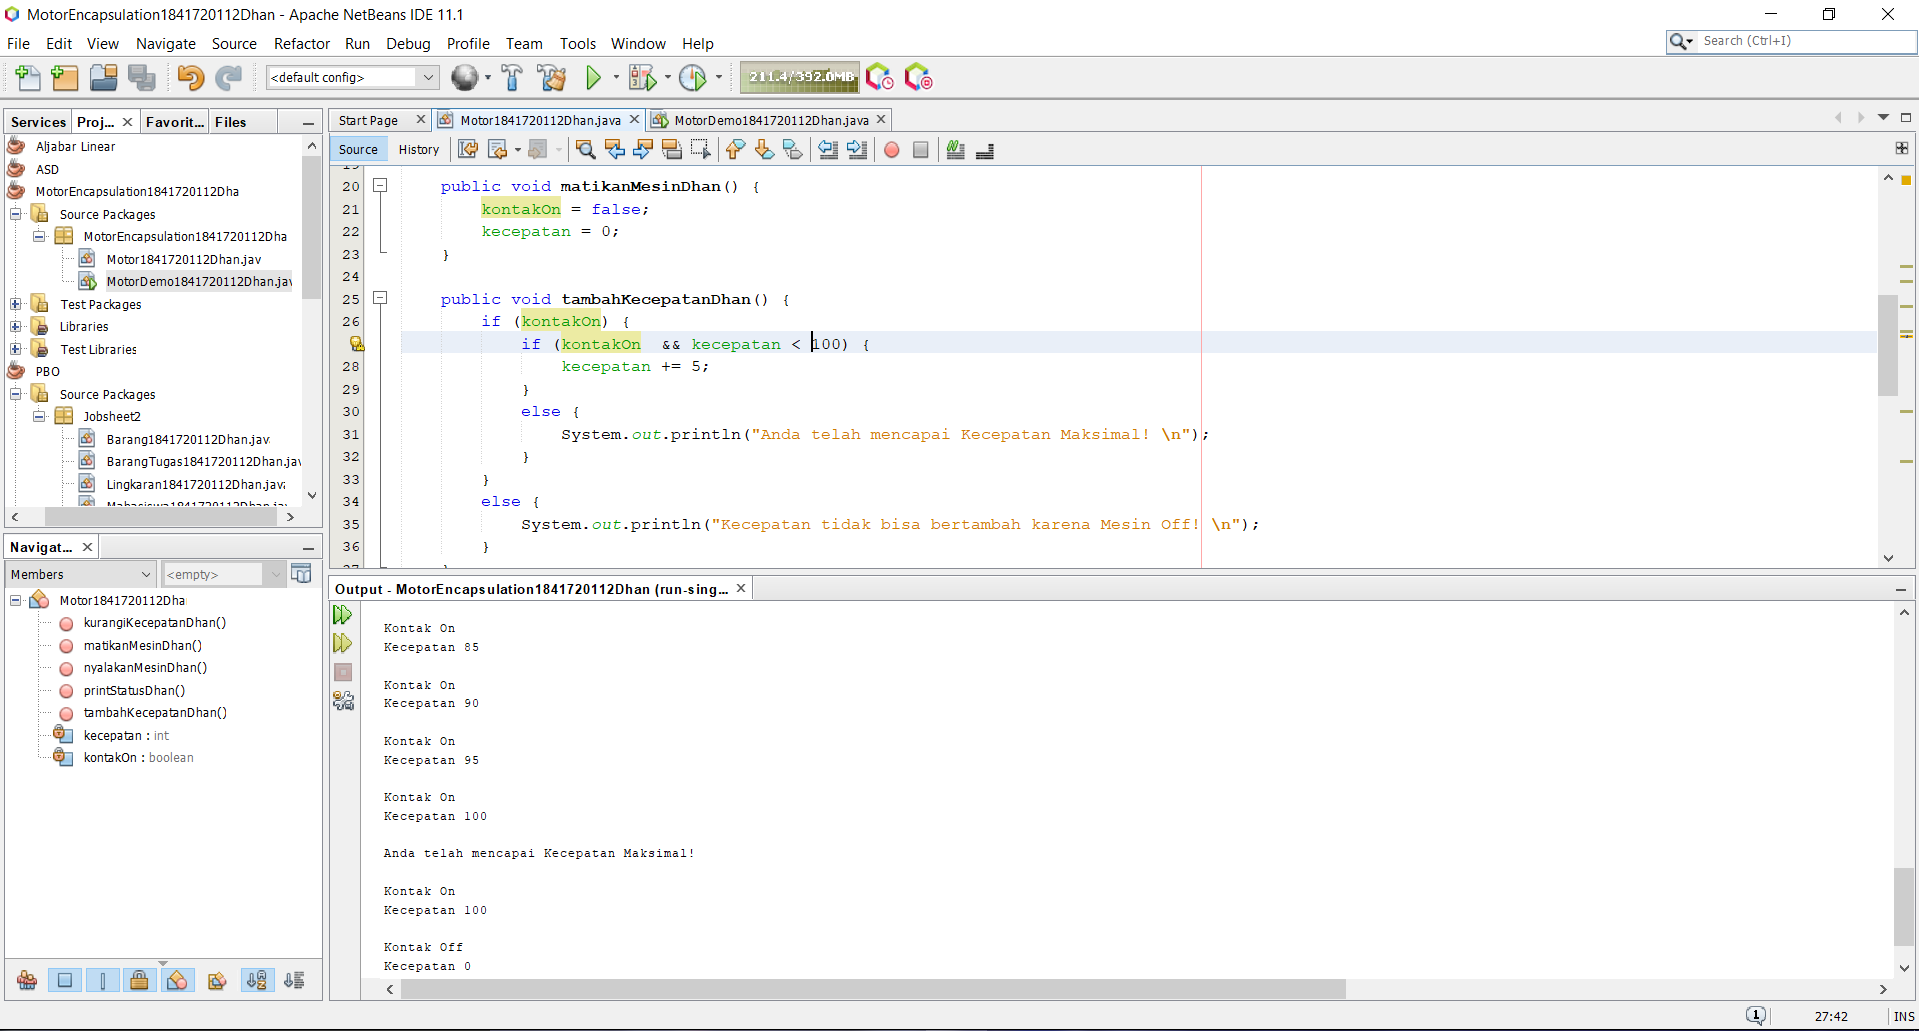 MotorEncapsulation1841720112Dhan - Apache NetBeans IDE 11.1
File Edit View Navigate Source Refactor Run Debug Profile Team Tools Window Help
Search (Ctrl+I)
<default config>
211.4/392.0MB
Services Proj... Favorit... Files
Aljabar Linear
ASD
MotorEncapsulation1841720112Dha
Source Packages
MotorEncapsulation1841720112Dha
Motor1841720112Dhan.jav
MotorDemo1841720112Dhan.jav
Test Packages
Libraries
Test Libraries
PBO
Source Packages
Jobsheet2
Barang1841720112Dhan.jav
BarangTugas1841720112Dhan.jav
Lingkaran1841720112Dhan.java
Navigat...
Members
<empty>
Motor1841720112Dha
kurangiKecepatanDhan()
matikanMesinDhan()
nyalakanMesinDhan()
printStatusDhan()
tambahKecepatanDhan()
kecepatan : int
kontakOn : boolean
Start Page Motor1841720112Dhan.java MotorDemo1841720112Dhan.java
Source History
20 public void matikanMesinDhan() {
21 kontakOn = false;
22 kecepatan = 0;
23 }
24
25 public void tambahKecepatanDhan() {
26 if (kontakOn) {
if (kontakOn  && kecepatan < 100) {
28 kecepatan += 5;
29 }
30 else {
31 System.out.println("Anda telah mencapai Kecepatan Maksimal! \n");
32 }
33 }
34 else {
35 System.out.println("Kecepatan tidak bisa bertambah karena Mesin Off! \n");
36 }
Output - MotorEncapsulation1841720112Dhan (run-sing...
Kontak On
Kecepatan 85
Kontak On
Kecepatan 90
Kontak On
Kecepatan 95
Kontak On
Kecepatan 100
Anda telah mencapai Kecepatan Maksimal!
Kontak On
Kecepatan 100
Kontak Off
Kecepatan 0
1
27:42
INS